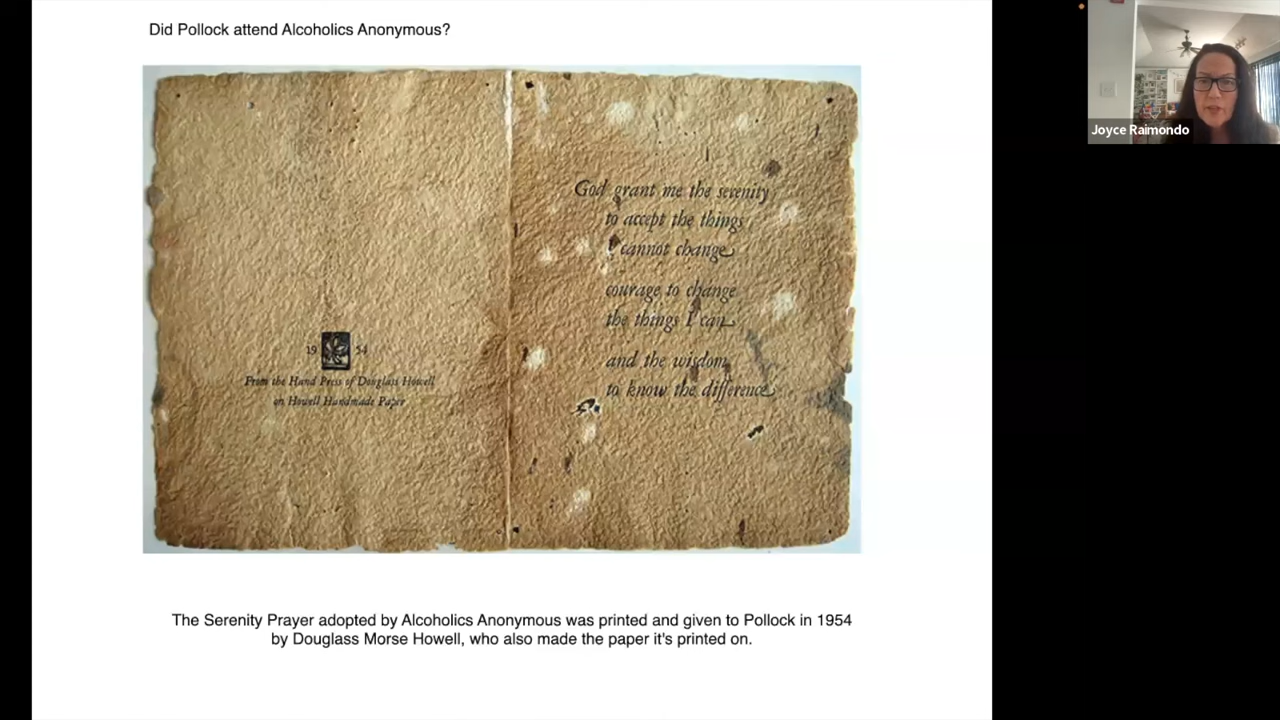 Did Pollock attend Alcoholics Anonymous?
Joyce Raimondo
God grant me the serenity
to accept the things
I cannot change
courage to change
the things I can
and the wisdom
to know the difference
19 54
From the Hand Press of Douglass Howell
on Howell Handmade Paper
The Serenity Prayer adopted by Alcoholics Anonymous was printed and given to Pollock in 1954
by Douglass Morse Howell, who also made the paper it's printed on.